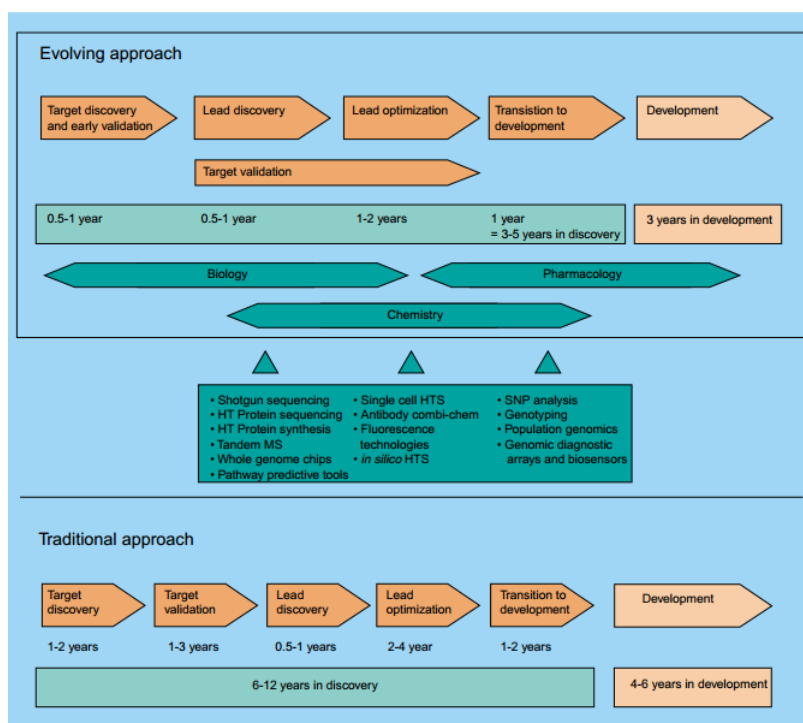 Evolving approach
Target discovery
and early validation
Lead discovery
Lead optimization
Transistion to
development
Development
Target validation
0.5-1 year
0.5-1 year
1-2 years
1 year
= 3-5 years in discovery
3 years in development
Biology
Pharmacology
Chemistry
• Shotgun sequencing
• HT Protein sequencing
• HT Protein synthesis
• Tandem MS
• Whole genome chips
• Pathway predictive tools
• Single cell HTS
• Antibody combi-chem
• Fluorescence
technologies
• in silico HTS
• SNP analysis
• Genotyping
• Population genomics
• Genomic diagnostic
arrays and biosensors
Traditional approach
Target
discovery
Target
validation
Lead
discovery
Lead
optimization
Transition to
development
Development
1-2 years
1-3 years
0.5-1 years
2-4 year
1-2 years
6-12 years in discovery
4-6 years in development